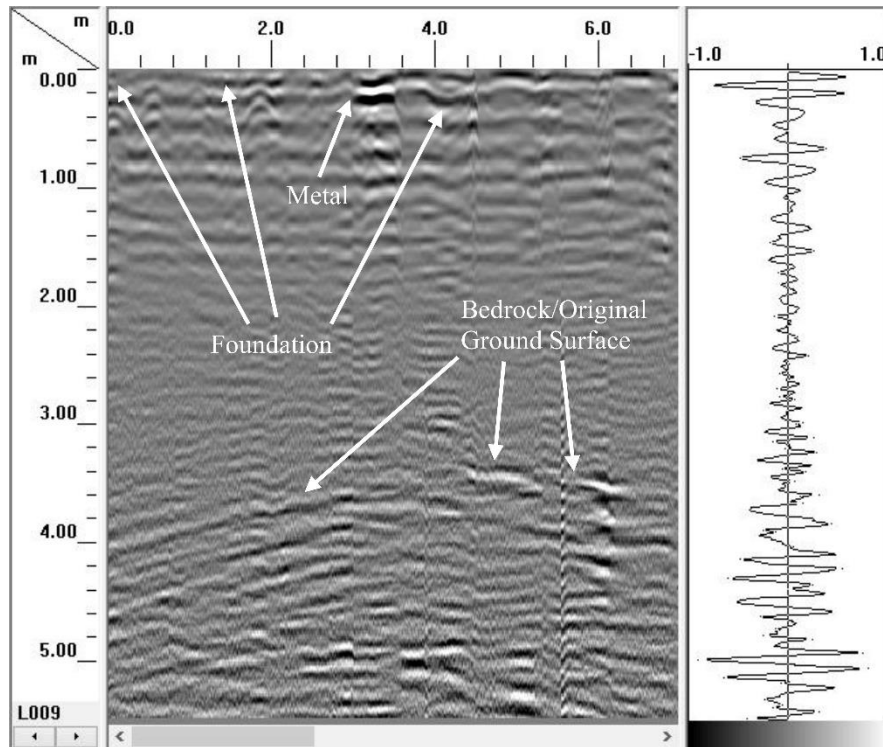 m
m
0.0
2.0
4.0
6.0
-1.0
1.0
0.00
1.00
2.00
3.00
4.00
5.00
Metal
Foundation
Bedrock/Original
Ground Surface
L009